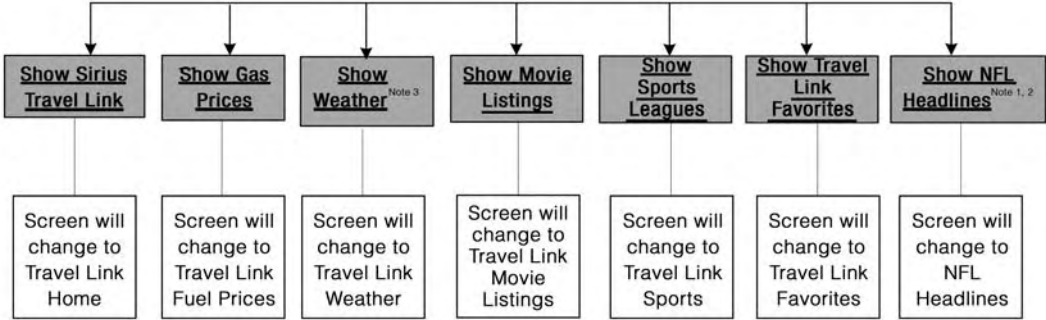 Show Sirius
Travel Link
Show Gas
Prices
Show
Weather Note 3
Show Movie
Listings
Show
Sports
Leagues
Show Travel
Link
Favorites
Show NFL
Headlines Note 1, 2
Screen will
change to
Travel Link
Home
Screen will
change to
Travel Link
Fuel Prices
Screen will
change to
Travel Link
Weather
Screen will
change to
Travel Link
Movie
Listings
Screen will
change to
Travel Link
Sports
Screen will
change to
Travel Link
Favorites
Screen will
change to
NFL
Headlines